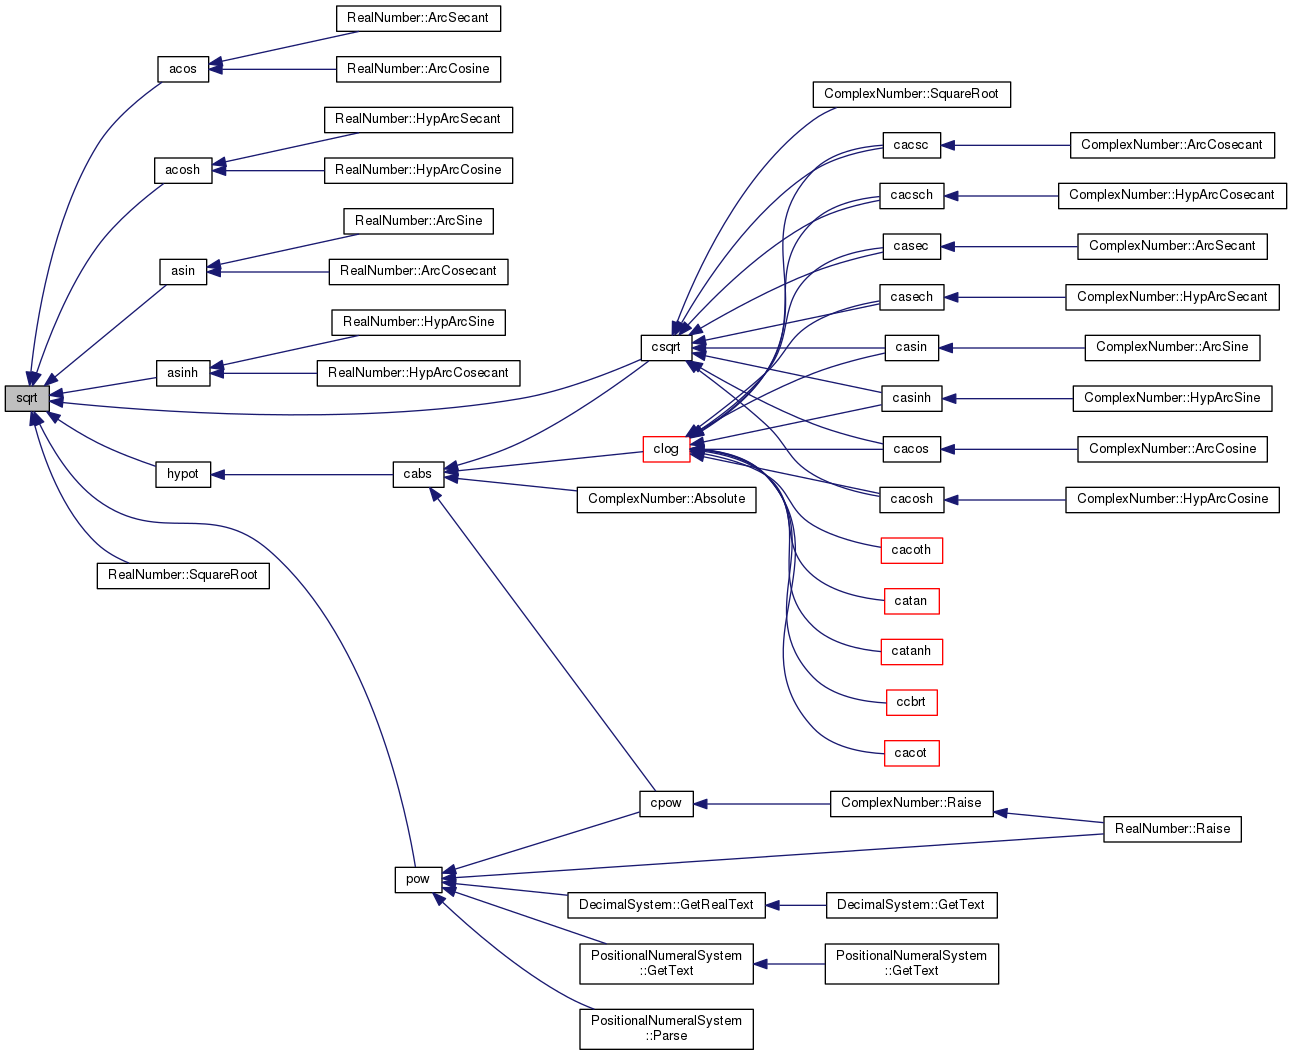 RealNumber::ArcSecant
acos
RealNumber::ArcCosine
RealNumber::HypArcSecant
acosh
RealNumber::HypArcCosine
RealNumber::ArcSine
asin
RealNumber::ArcCosecant
RealNumber::HypArcSine
asinh
RealNumber::HypArcCosecant
sqrt
hypot
cabs
RealNumber::SquareRoot
pow
csqrt
clog
ComplexNumber::Absolute
cpow
ComplexNumber::SquareRoot
cacsc
ComplexNumber::ArcCosecant
cacsch
ComplexNumber::HypArcCosecant
casec
ComplexNumber::ArcSecant
casech
ComplexNumber::HypArcSecant
casin
ComplexNumber::ArcSine
casinh
ComplexNumber::HypArcSine
cacos
ComplexNumber::ArcCosine
cacosh
ComplexNumber::HypArcCosine
cacoth
catan
catanh
ccbrt
cacot
ComplexNumber::Raise
RealNumber::Raise
DecimalSystem::GetRealText
DecimalSystem::GetText
PositionalNumeralSystem
::GetText
PositionalNumeralSystem
::GetText
PositionalNumeralSystem
::Parse